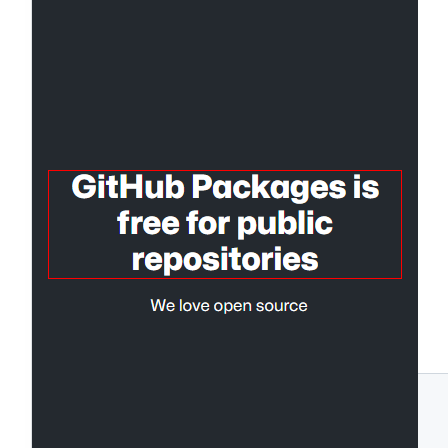 GitHub Packages is
free for public
repositories
We love open source